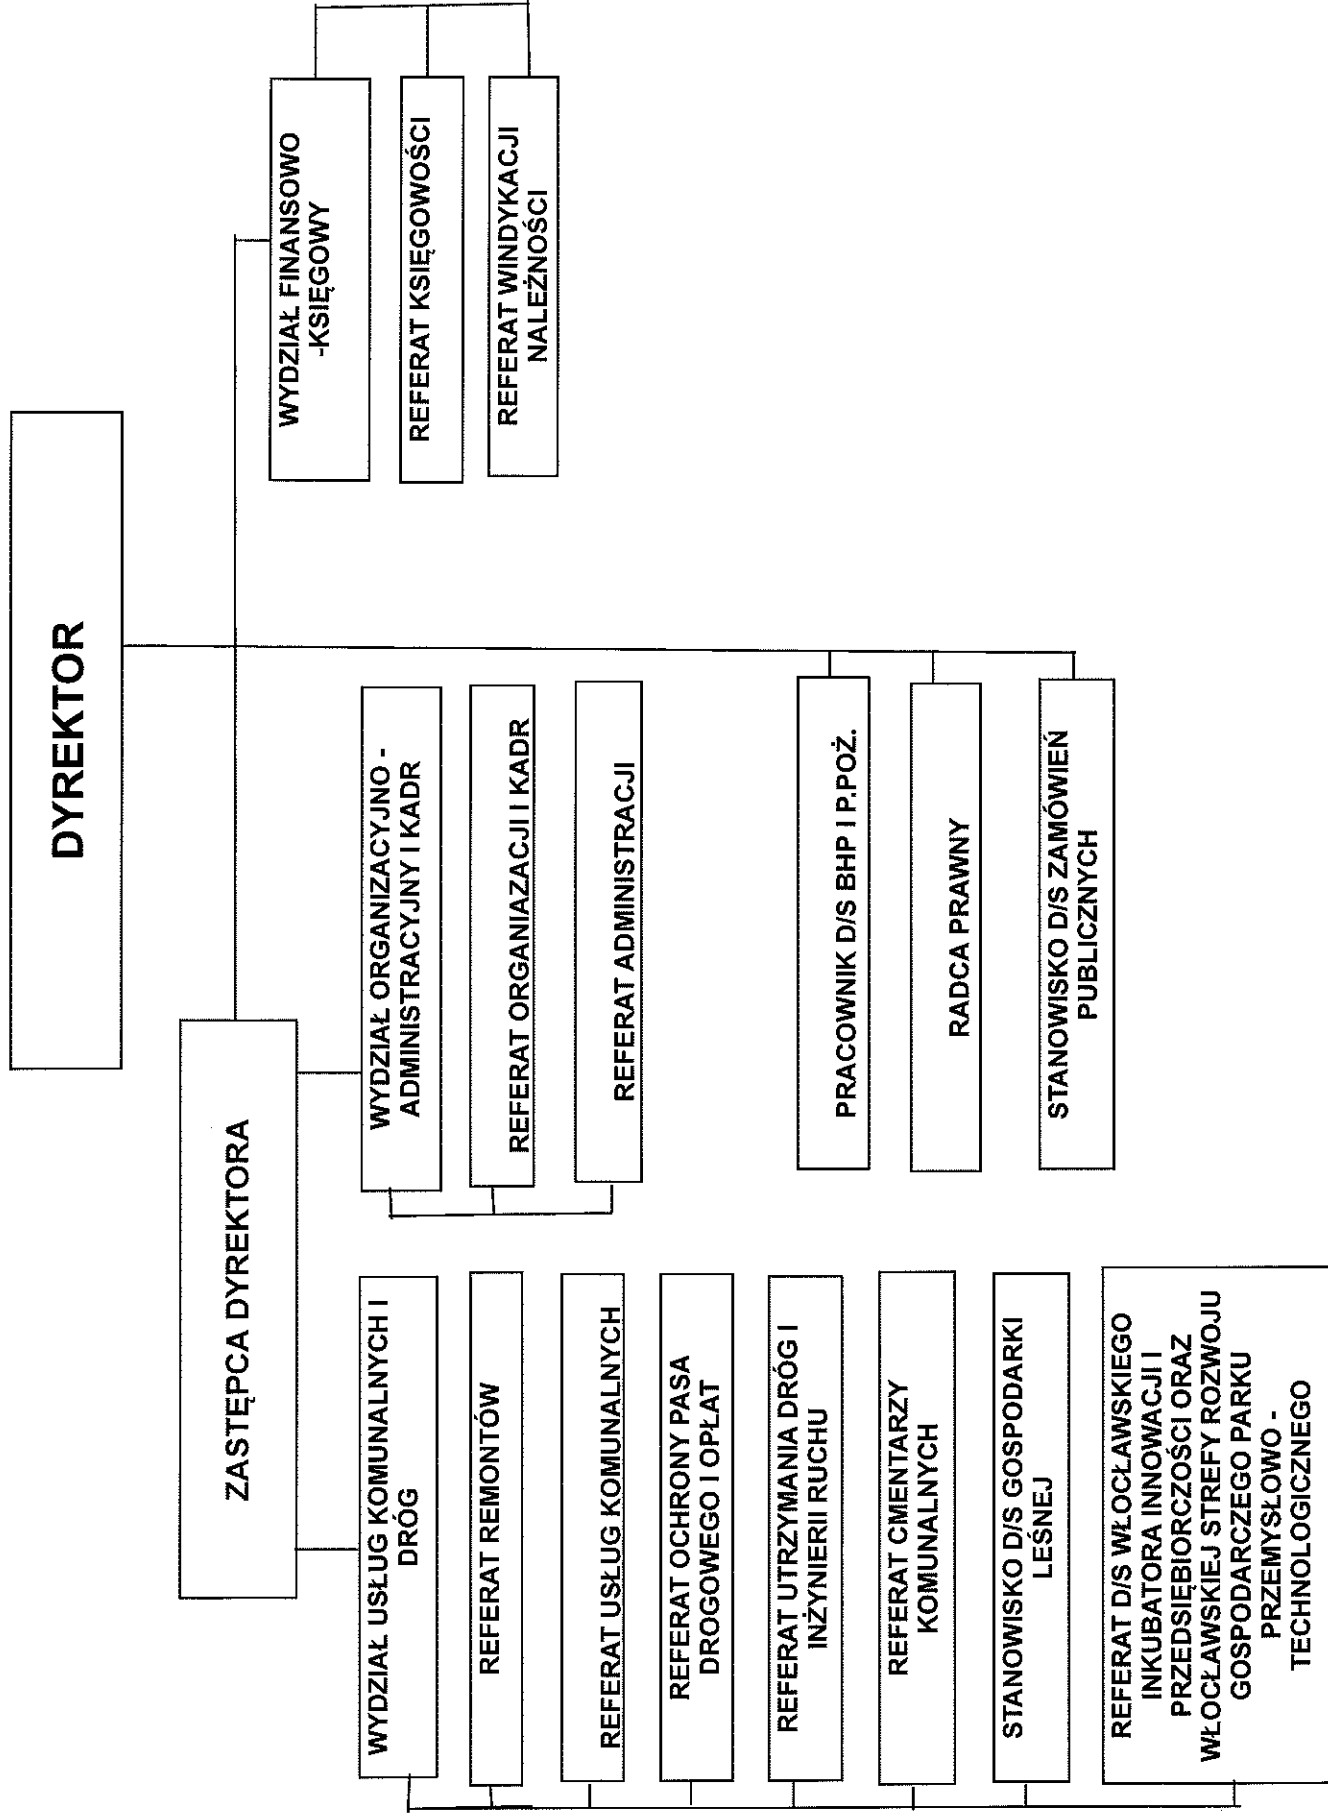 DYREKTOR
ZASTĘPCA DYREKTORA
WYDZIAŁ USŁUG KOMUNALNYCH I
DRÓG
REFERAT REMONTÓW
REFERAT USŁUG KOMUNALNYCH
REFERAT OCHRONY PASA
DROGOWEGO I OPŁAT
REFERAT UTRZYMANIA DRÓG I
INŻYNIERII RUCHU
REFERAT CMENTARZY
KOMUNALNYCH
STANOWISKO D/S GOSPODARKI
LEŚNEJ
REFERAT D/S WŁOCŁAWSKIEGO
INKUBATORA INNOWACJI I
PRZEDSIĘBIORCZOŚCI ORAZ
WŁOCŁAWSKIEJ STREFY ROZWOJU
GOSPODARCZEGO PARKU
PRZEMYSŁOWO -
TECHNOLOGICZNEGO
WYDZIAŁ ORGANIZACYJNO -
ADMINISTRACYJNY I KADR
REFERAT ORGANIAZACJI I KADR
REFERAT ADMINISTRACJI
PRACOWNIK D/S BHP I P.POŻ.
RADCA PRAWNY
STANOWISKO D/S ZAMÓWIEŃ
PUBLICZNYCH
WYDZIAŁ FINANSOWO
-KSIĘGOWY
REFERAT KSIĘGOWOŚCI
REFERAT WINDYKACJI
NALEŻNOŚCI